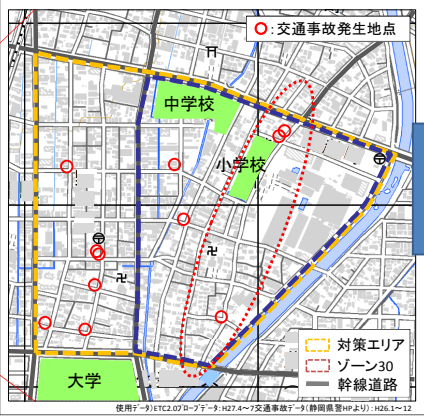 ○:交通事故発生地点
中学校
小学校
大学
対策エリア
ゾーン30
幹線道路
使用データ)ETC2.0プローブデータ:H27.4~7交通事故データ(静岡県警HPより):H26.1~12